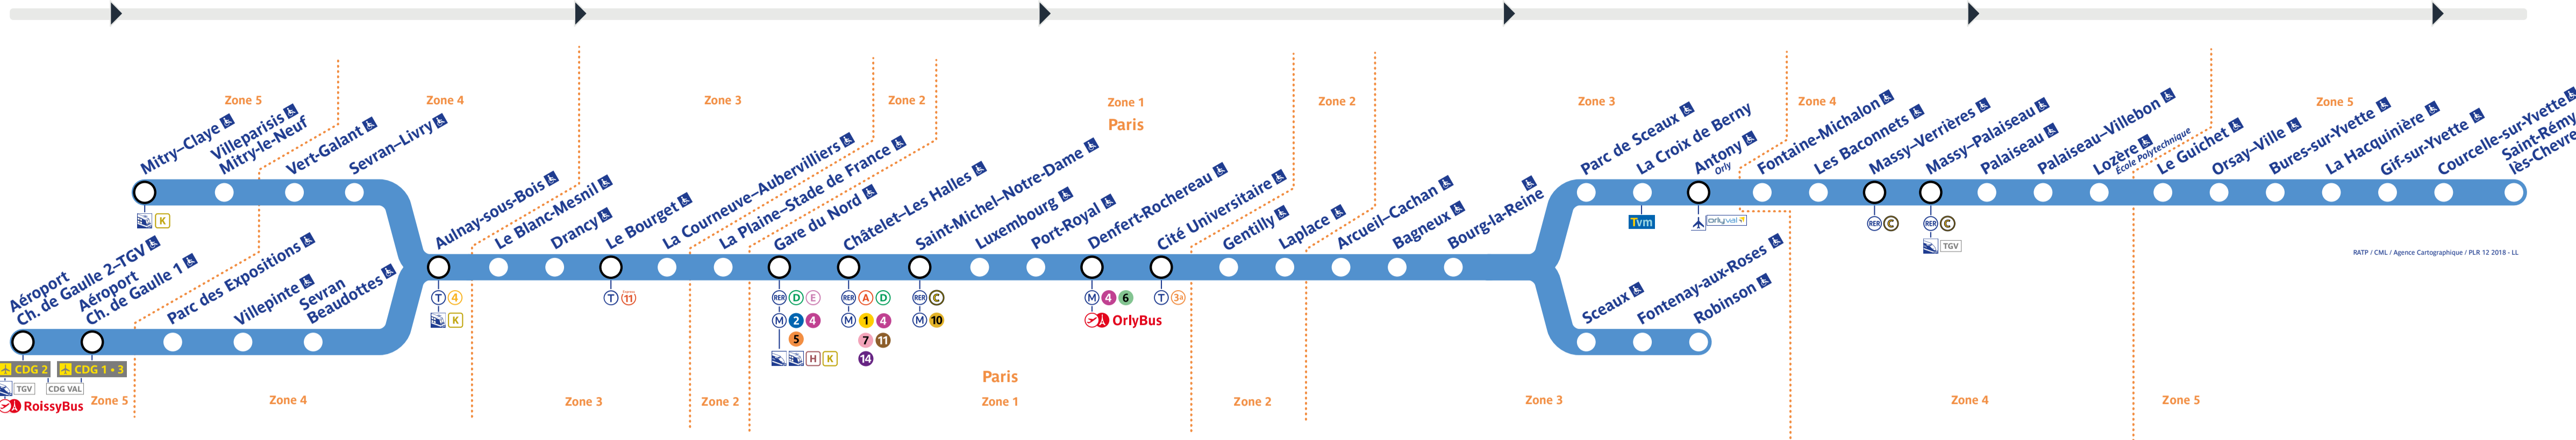 Zone 5
Zone 4
Zone 3
Zone 2
Zone 1
Paris
Zone 2
Zone 3
Zone 4
Zone 5
Mitry–Claye
Villeparisis
Mitry-le-Neuf
Vert-Galant
Sevran–Livry
K
Aéroport
Ch. de Gaulle 2–TGV
Aéroport
Ch. de Gaulle 1
Parc des Expositions
Villepinte
Sevran
Beaudottes
CDG 2
CDG 1 • 3
TGV
CDG VAL
RoissyBus
Aulnay-sous-Bois
T 4
K
Le Blanc-Mesnil
Drancy
Le Bourget
T Express 11
La Courneuve–Aubervilliers
La Plaine–Stade de France
Gare du Nord
RER D E
M 2 4
5
H K
Châtelet–Les Halles
RER A D
M 1 4
7 11
14
Saint-Michel–Notre-Dame
RER C
M 10
Luxembourg
Port-Royal
Denfert-Rochereau
M 4 6
OrlyBus
Cité Universitaire
T 3a
Gentilly
Laplace
Arcueil–Cachan
Bagneux
Bourg-la-Reine
Parc de Sceaux
La Croix de Berny
Tvm
Antony
Orly
orlyval
Fontaine-Michalon
Les Baconnets
Massy–Verrières
RER C
Massy–Palaiseau
RER C
TGV
Palaiseau
Palaiseau–Villebon
Lozère
École Polytechnique
Le Guichet
Orsay–Ville
Bures-sur-Yvette
La Hacquinière
Gif-sur-Yvette
Courcelle-sur-Yvette
Saint-Rémy
lès-Chevre
Sceaux
Fontenay-aux-Roses
Robinson
RATP / CML / Agence Cartographique / PLR 12 2018 - LL
Zone 5
Zone 4
Zone 3
Zone 2
Paris
Zone 1
Zone 2
Zone 3
Zone 4
Zone 5